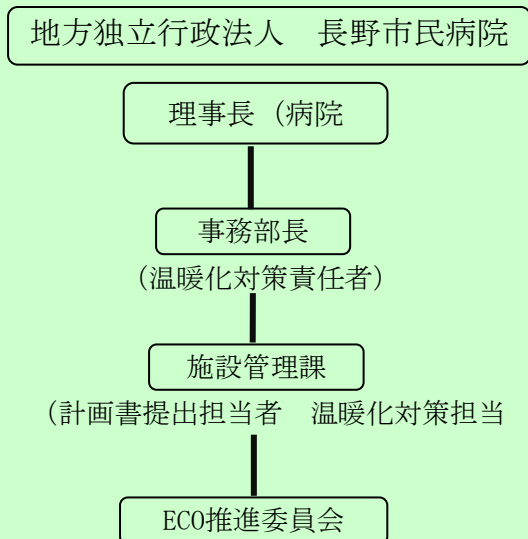 地方独立行政法人　長野市民病院
理事長（病院
事務部長
（温暖化対策責任者）
施設管理課
（計画書提出担当者　温暖化対策担当
ECO推進委員会